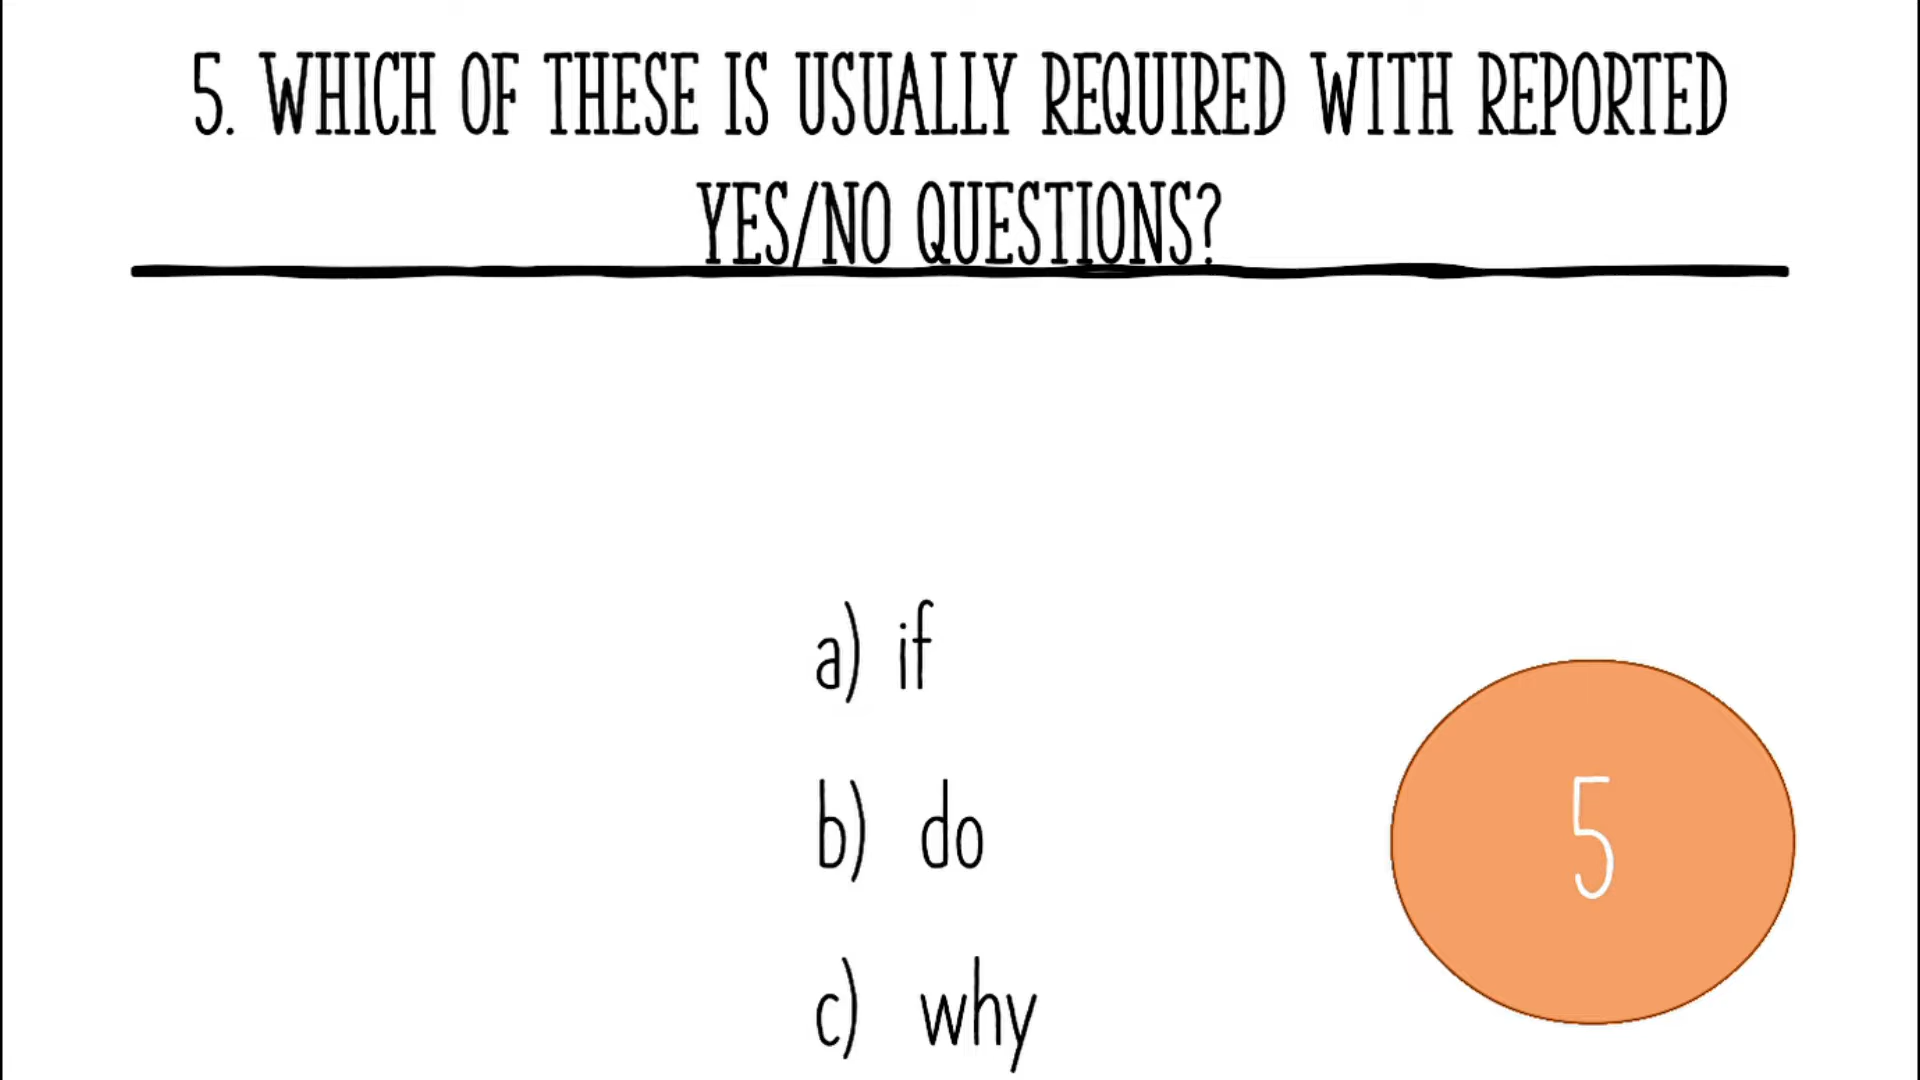 5. WHICH OF THESE IS USUALLY REQUIRED WITH REPORTED
YES/NO QUESTIONS?
a) if
b) do
5
c) why